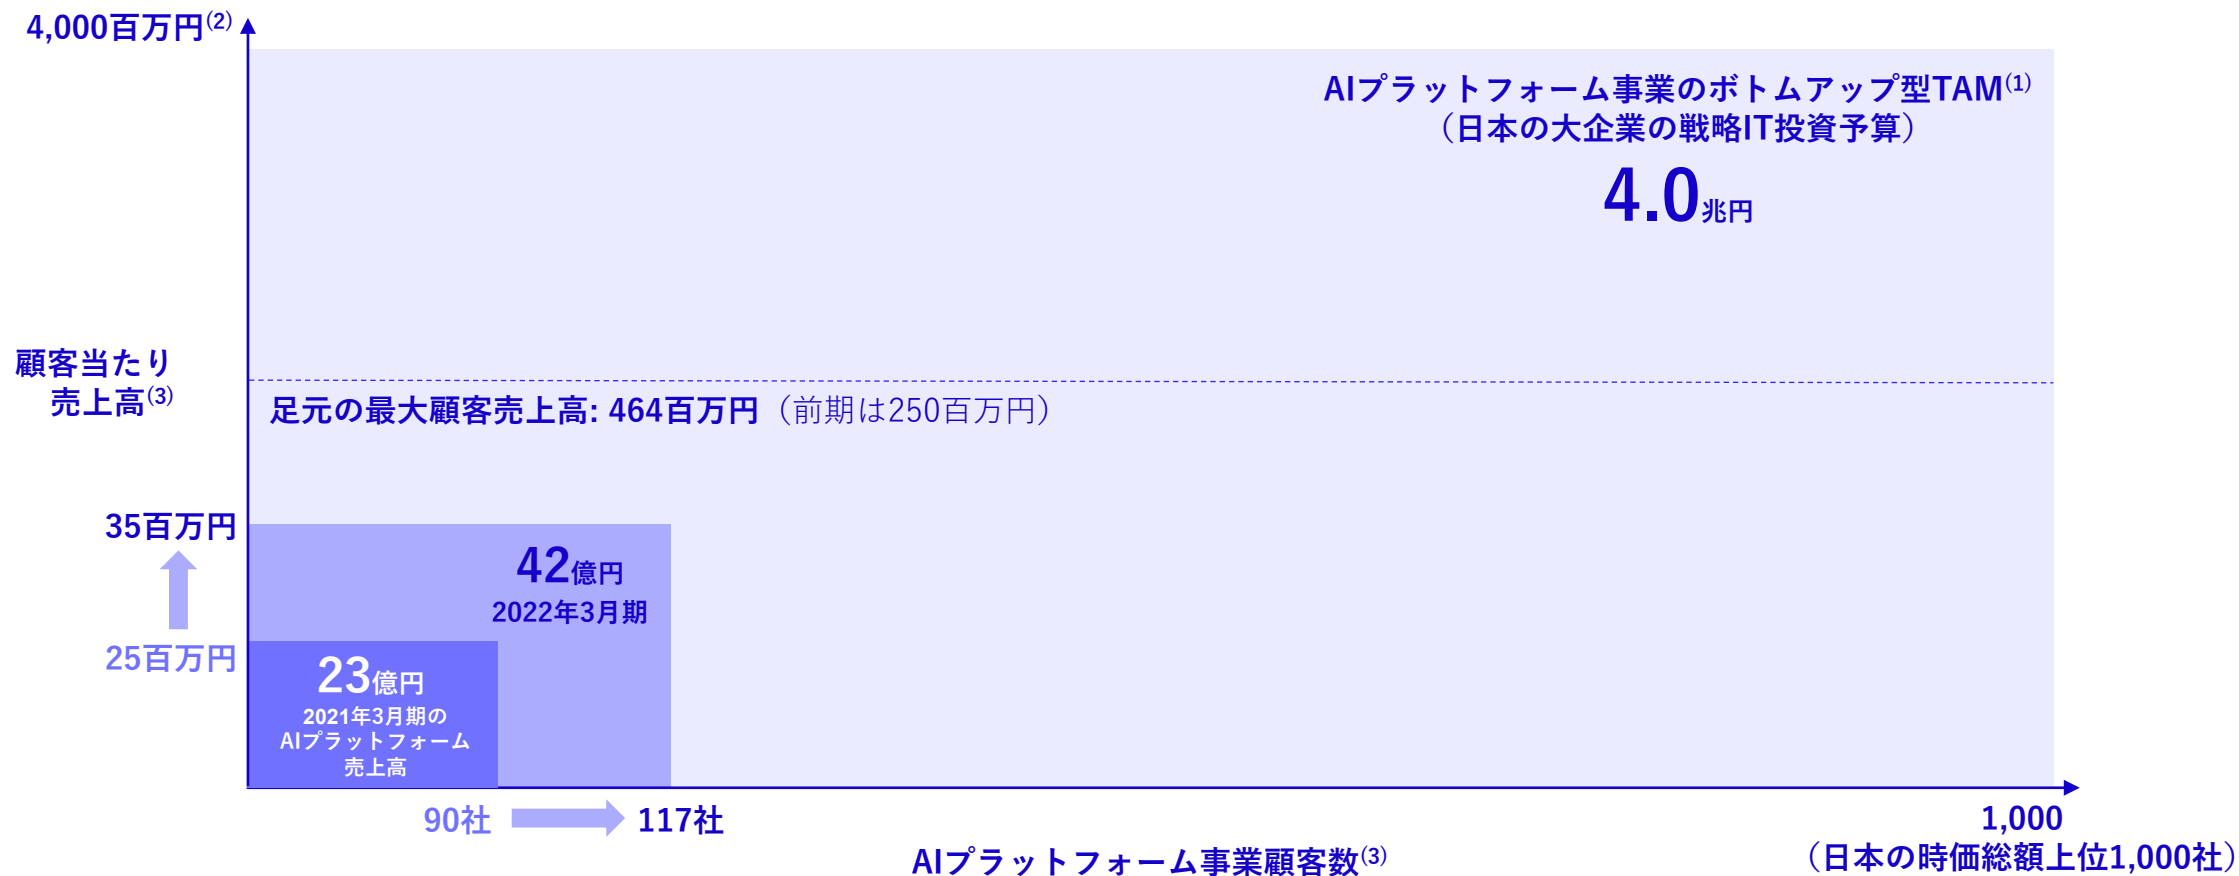 4,000百万円(2)
AIプラットフォーム事業のボトムアップ型TAM(1)
（日本の大企業の戦略IT投資予算）
4.0兆円
顧客当たり
売上高(3)
足元の最大顧客売上高: 464百万円（前期は250百万円）
35百万円
42億円
2022年3月期
25百万円
23億円
2021年3月期の
AIプラットフォーム
売上高
90社
117社
1,000
（日本の時価総額上位1,000社）
AIプラットフォーム事業顧客数(3)